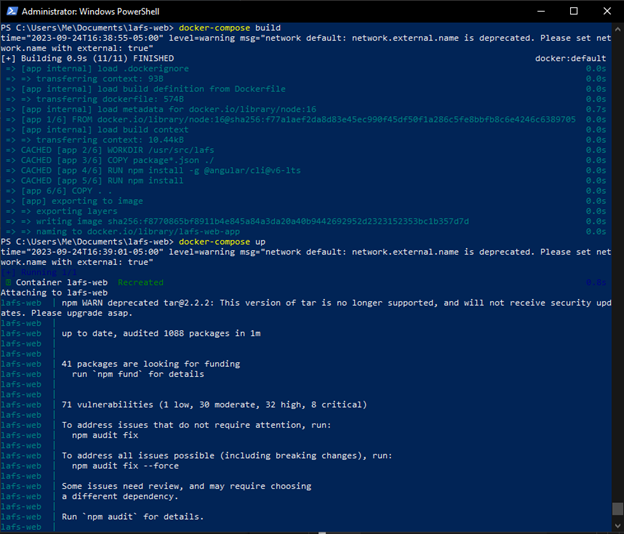 Administrator: Windows PowerShell
PS C:\Users\Me\Documents\lafs-web> docker-compose build
time="2023-09-24T16:38:55-05:00" level=warning msg="network default: network.external.name is deprecated. Please set net
work.name with external: true"
[+] Building 0.9s (11/11) FINISHED docker:default
=> [app internal] load .dockerignore 0.0s
=> => transferring context: 93B 0.0s
=> [app internal] load build definition from Dockerfile 0.0s
=> => transferring dockerfile: 574B 0.0s
=> [app internal] load metadata for docker.io/library/node:16 0.7s
=> [app 1/6] FROM docker.io/library/node:16@sha256:f77a1aef2da8d83e45ec990f45df50f1a286c5fe8bbfb8c6e4246c6389705 0.0s
=> [app internal] load build context 0.0s
=> => transferring context: 10.44kB 0.0s
=> CACHED [app 2/6] WORKDIR /usr/src/lafs 0.0s
=> CACHED [app 3/6] COPY package*.json ./ 0.0s
=> CACHED [app 4/6] RUN npm install -g @angular/cli@v6-lts 0.0s
=> CACHED [app 5/6] RUN npm install 0.0s
=> [app 6/6] COPY . . 0.0s
=> [app] exporting to image 0.0s
=> => exporting layers 0.0s
=> => writing image sha256:f8770865bf8911b4e845a84a3da20a40b9442692952d2323152353bc1b357d7d 0.0s
=> => naming to docker.io/library/lafs-web-app 0.0s
PS C:\Users\Me\Documents\lafs-web> docker-compose up
time="2023-09-24T16:39:01-05:00" level=warning msg="network default: network.external.name is deprecated. Please set net
work.name with external: true"
[+] Running 1/1
Container lafs-web Recreated 0.0s
Attaching to lafs-web
lafs-web | npm WARN deprecated tar@2.2.2: This version of tar is no longer supported, and will not receive security upd
ates. Please upgrade asap.
lafs-web |
lafs-web | up to date, audited 1088 packages in 1m
lafs-web |
lafs-web |
lafs-web | 41 packages are looking for funding
lafs-web | run `npm fund` for details
lafs-web |
lafs-web |
lafs-web | 71 vulnerabilities (1 low, 30 moderate, 32 high, 8 critical)
lafs-web |
lafs-web | To address issues that do not require attention, run:
lafs-web | npm audit fix
lafs-web |
lafs-web | To address all issues possible (including breaking changes), run:
lafs-web | npm audit fix --force
lafs-web |
lafs-web | Some issues need review, and may require choosing
lafs-web | a different dependency.
lafs-web |
lafs-web | Run `npm audit` for details.
lafs-web |